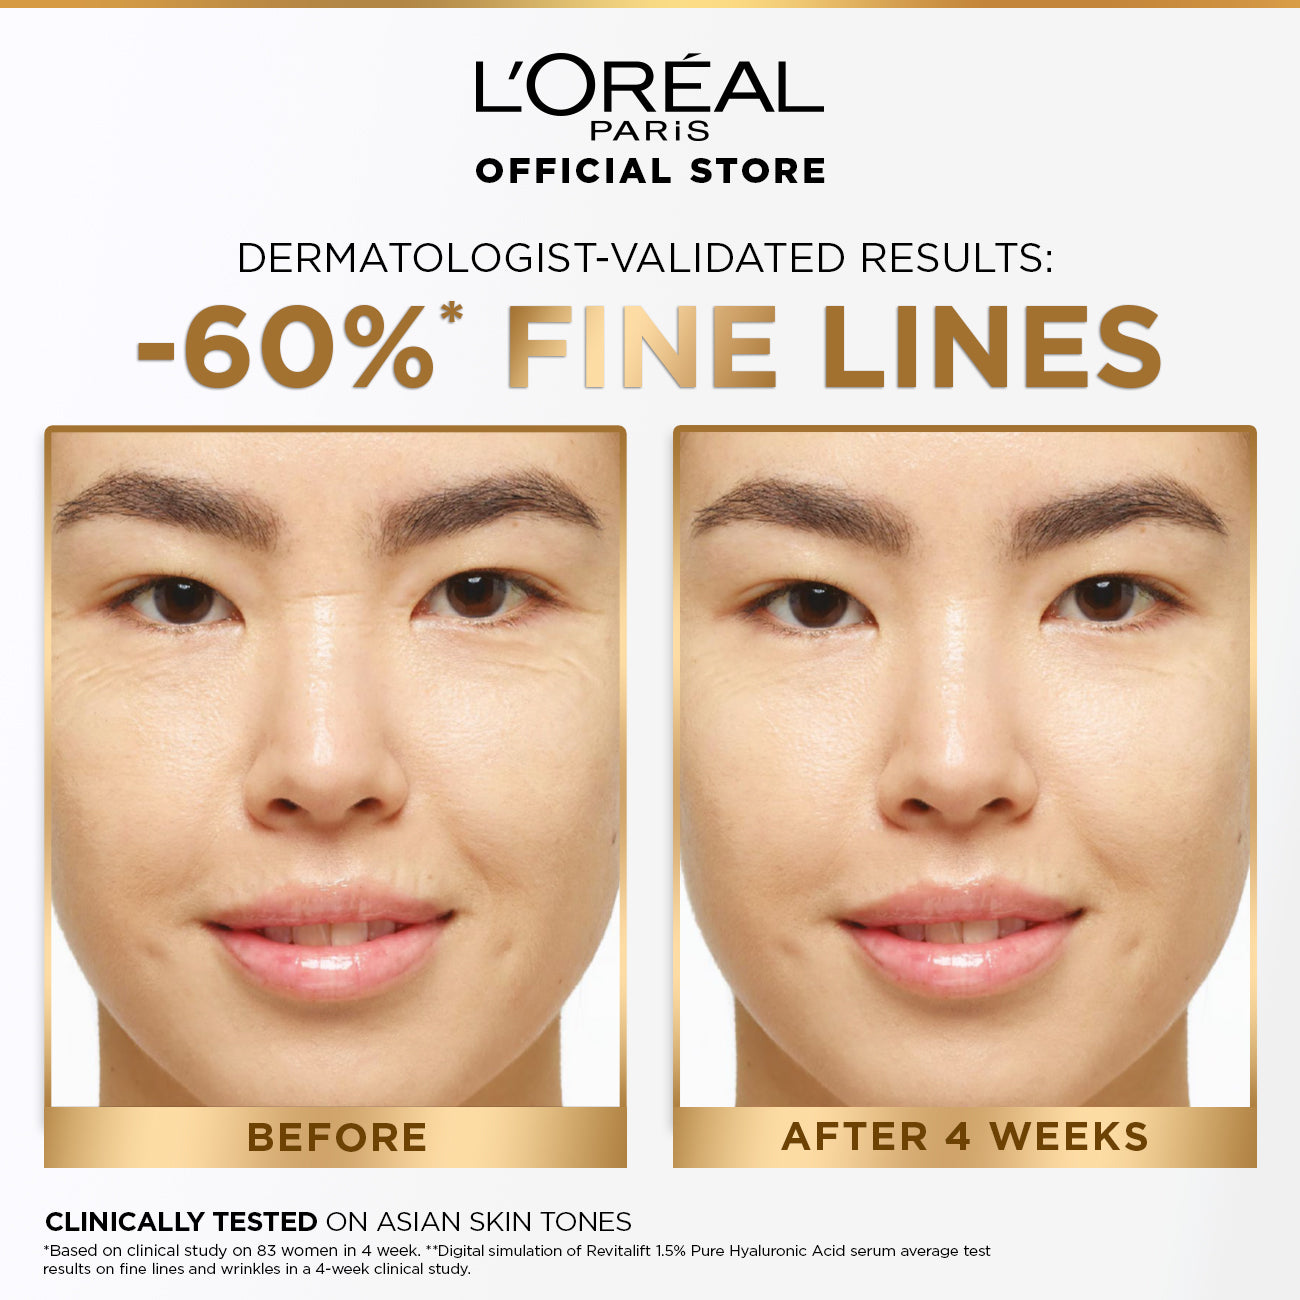 L'ORÉAL
PARiS
OFFICIAL STORE
DERMATOLOGIST-VALIDATED RESULTS:
-60%* FINE LINES
BEFORE
AFTER 4 WEEKS
CLINICALLY TESTED ON ASIAN SKIN TONES
*Based on clinical study on 83 women in 4 week. **Digital simulation of Revitalift 1.5% Pure Hyaluronic Acid serum average test
results on fine lines and wrinkles in a 4-week clinical study.